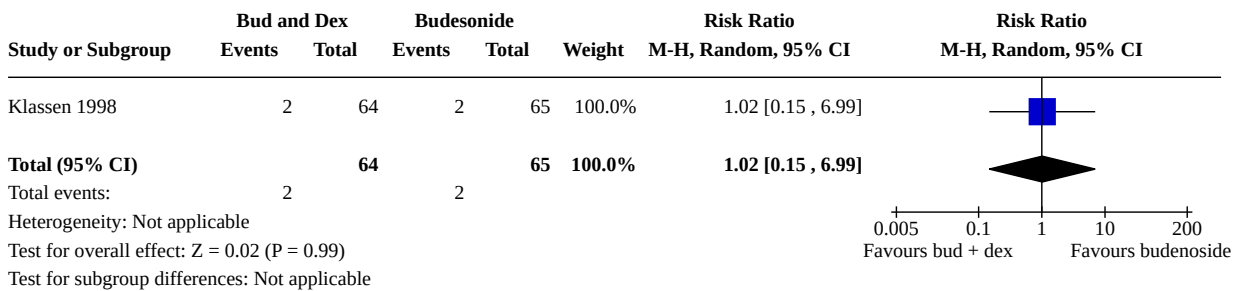 Bud and Dex Budesonide Risk Ratio Risk Ratio
Study or Subgroup Events Total Events Total Weight M-H, Random, 95% CI M-H, Random, 95% CI
Klassen 1998 2 64 2 65 100.0% 1.02 [0.15 , 6.99]
Total (95% CI) 64 65 100.0% 1.02 [0.15 , 6.99]
Total events: 2 2
Heterogeneity: Not applicable
0.005 0.1 1 10 200
Test for overall effect: Z = 0.02 (P = 0.99) Favours bud + dex Favours budenoside
Test for subgroup differences: Not applicable